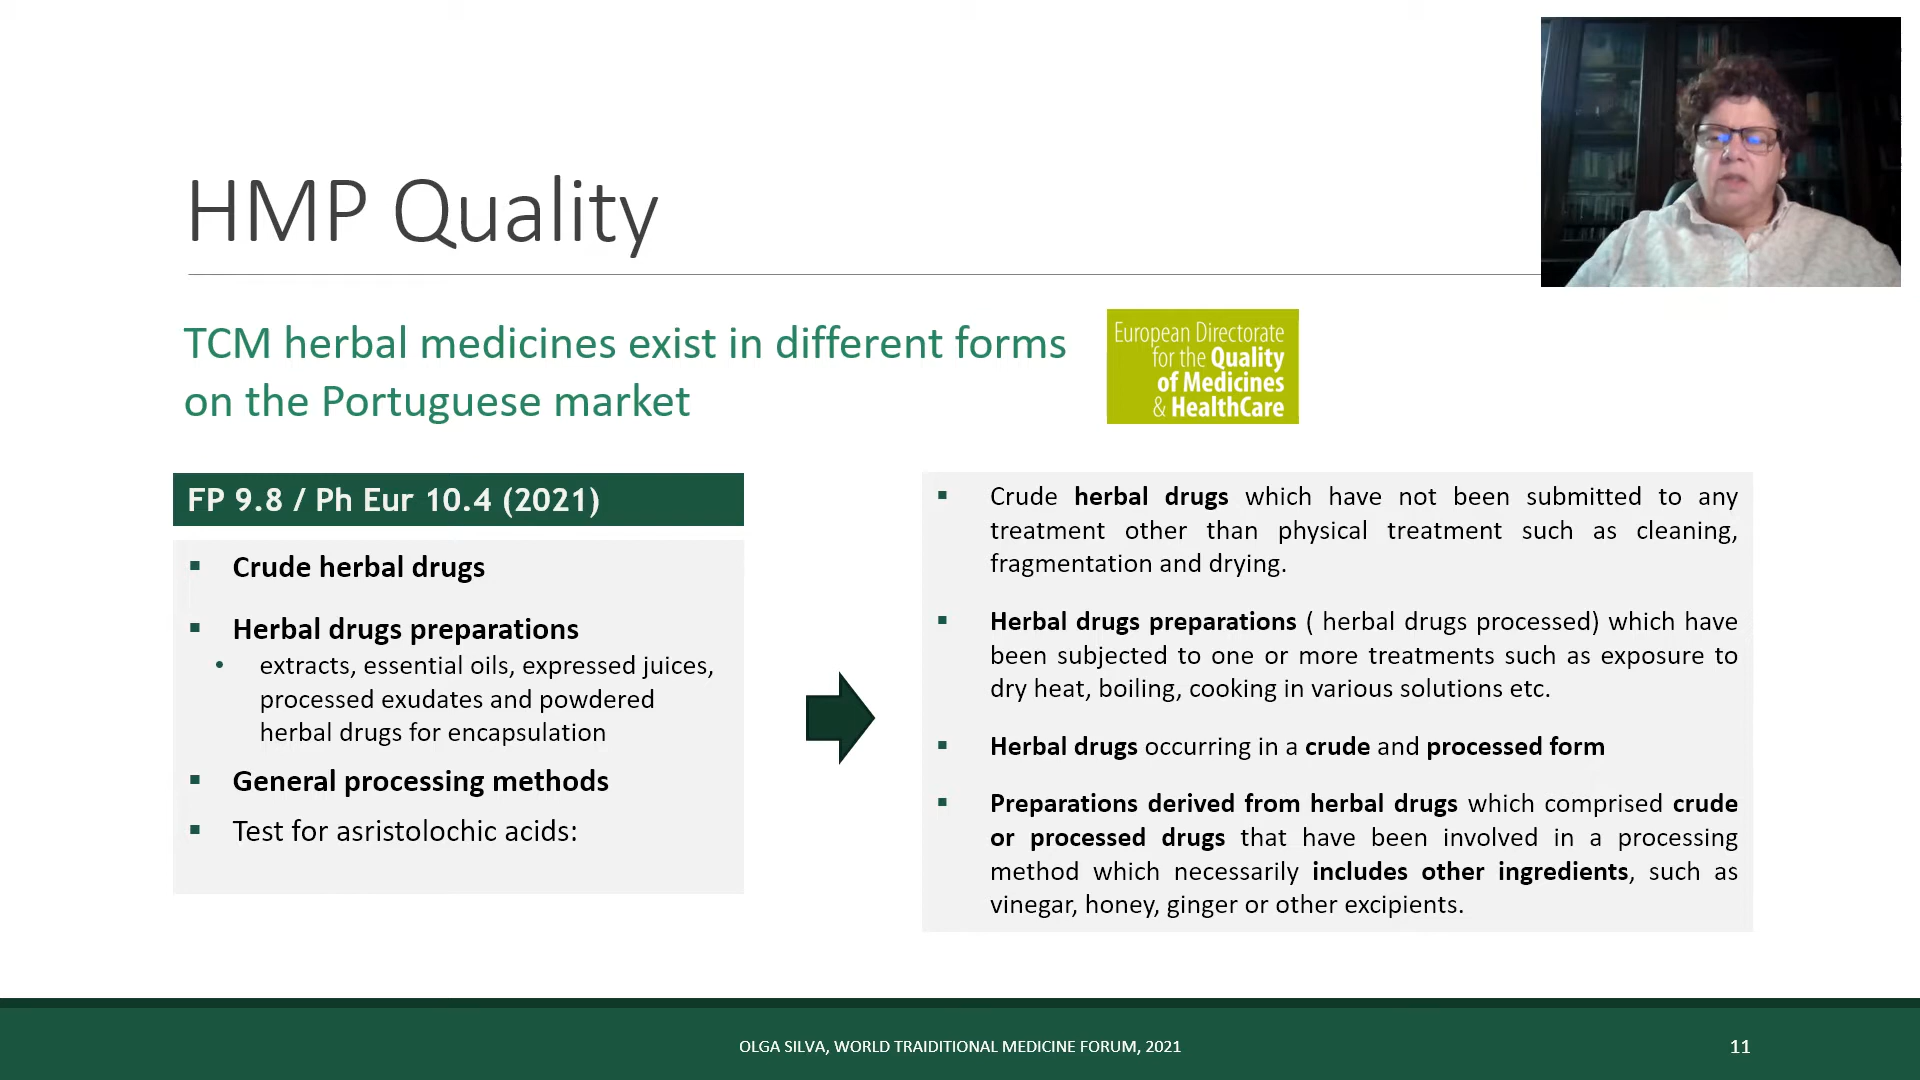 HMP Quality
TCM herbal medicines exist in different forms
on the Portuguese market
European Directorate
for the Quality
of Medicines
& HealthCare
FP 9.8 / Ph Eur 10.4 (2021)
▪ Crude herbal drugs
▪ Herbal drugs preparations
• extracts, essential oils, expressed juices,
processed exudates and powdered
herbal drugs for encapsulation
▪ General processing methods
▪ Test for asristolochic acids:
▪ Crude herbal drugs which have not been submitted to any
treatment other than physical treatment such as cleaning,
fragmentation and drying.
▪ Herbal drugs preparations ( herbal drugs processed) which have
been subjected to one or more treatments such as exposure to
dry heat, boiling, cooking in various solutions etc.
▪ Herbal drugs occurring in a crude and processed form
▪ Preparations derived from herbal drugs which comprised crude
or processed drugs that have been involved in a processing
method which necessarily includes other ingredients, such as
vinegar, honey, ginger or other excipients.
OLGA SILVA, WORLD TRAIDITIONAL MEDICINE FORUM, 2021
11